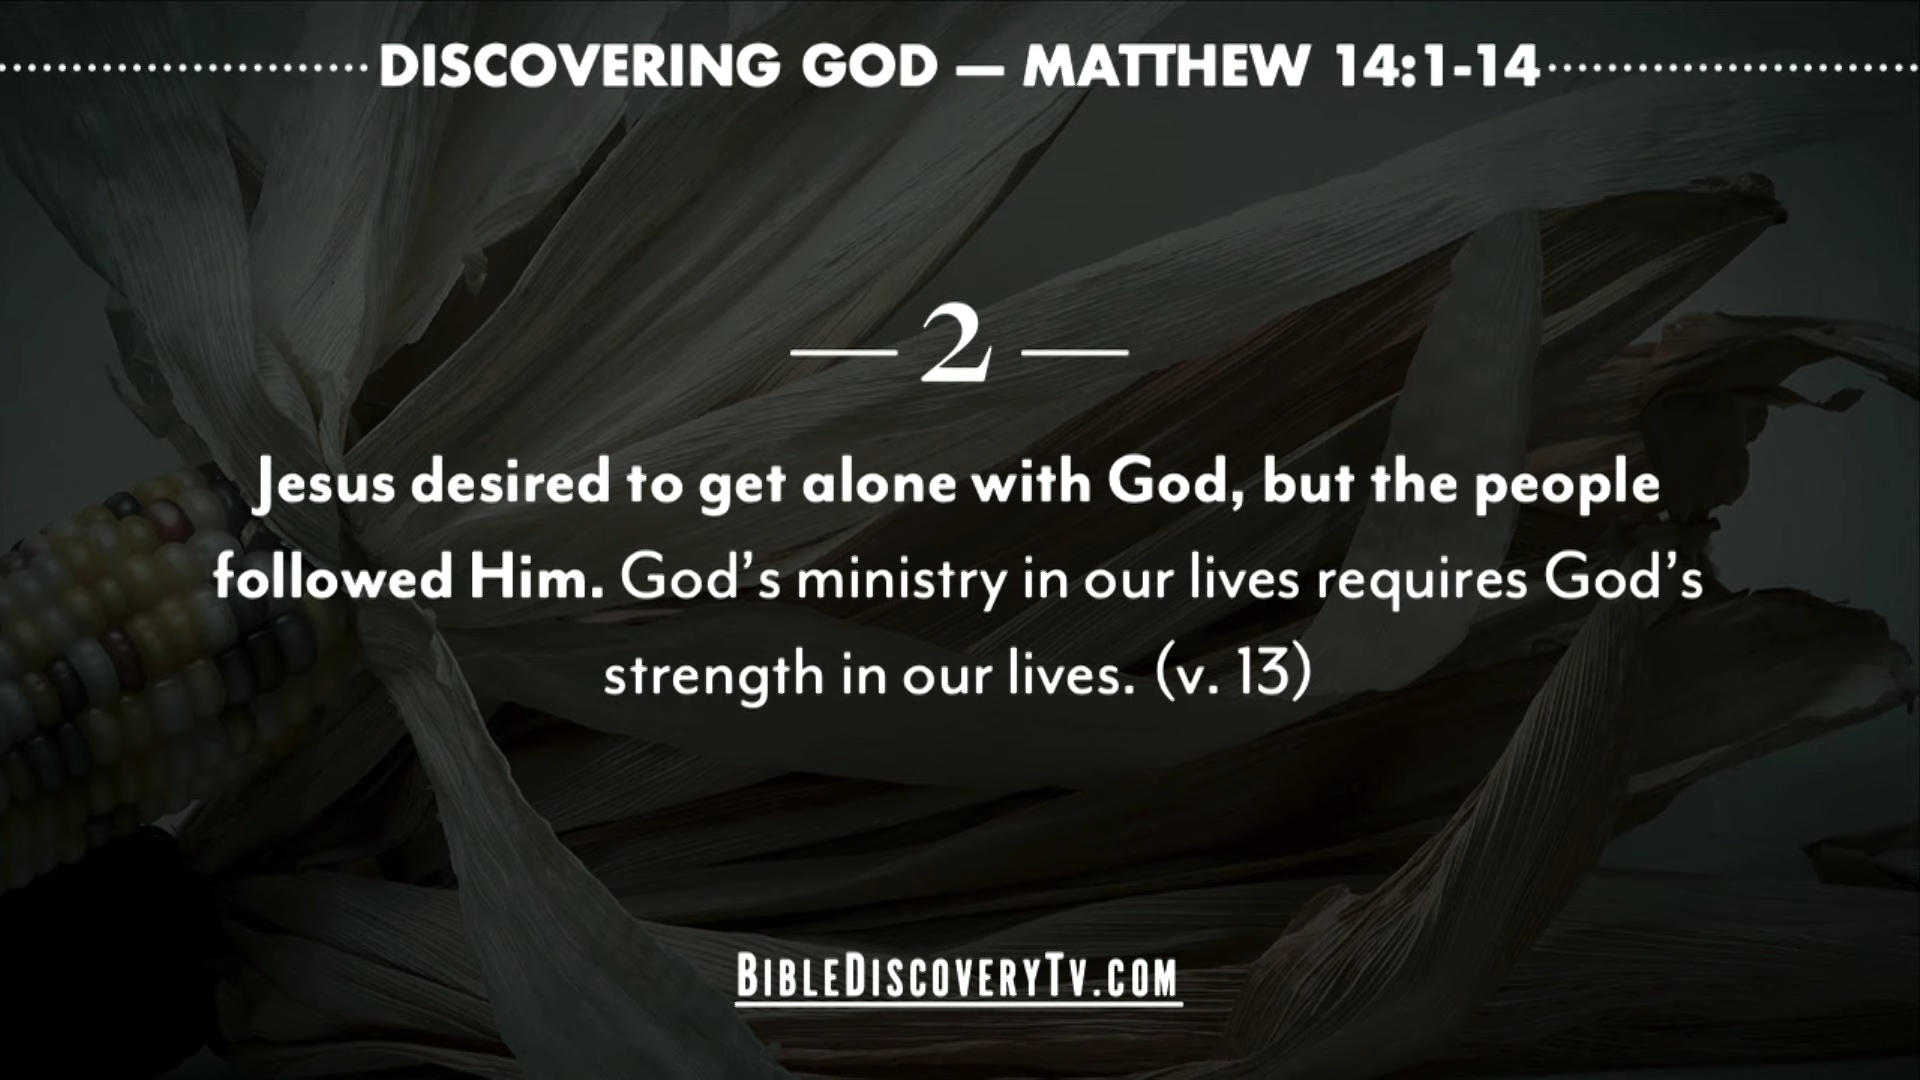 DISCOVERING GOD — MATTHEW 14:1-14
— 2 —
Jesus desired to get alone with God, but the people
followed Him. God’s ministry in our lives requires God’s
strength in our lives. (v. 13)
BIBLEDISCOVERYTV.COM